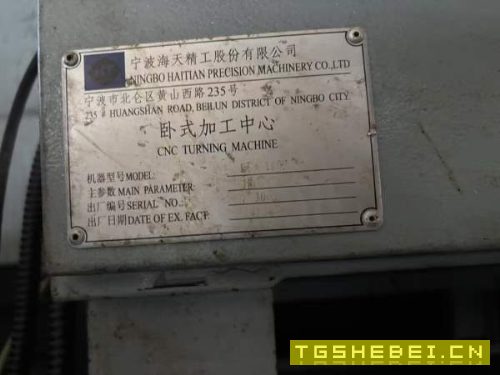 宁波海天精工股份有限公司
NINGBO HAITIAN PRECISION MACHINERY CO.,LTD
宁波市北仑区黄山西路235号
235 # HUANGSHAN ROAD, BEILUN DISTRICT OF NINGBO CITY
卧式加工中心
CNC TURNING MACHINE
机器型号MODEL:
主参数MAIN PARAMETER
出厂编号SERIAL NO.
出厂日期DATE OF EX. FACT.
TGSHEBEI.CN